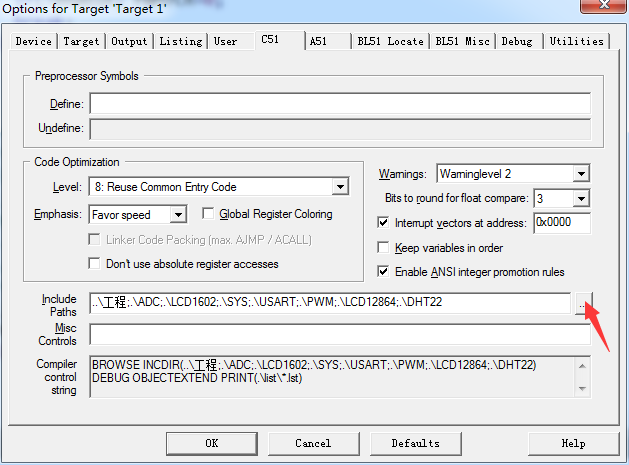 Options for Target 'Target 1'
Device Target Output Listing User C51 A51 BL51 Locate BL51 Misc Debug Utilities
Preprocessor Symbols
Define:
Undefine:
Code Optimization
Level: 8: Reuse Common Entry Code
Emphasis: Favor speed Global Register Coloring
Linker Code Packing (max. AJMP / ACALL)
Don't use absolute register accesses
Warnings: Warninglevel 2
Bits to round for float compare: 3
Interrupt vectors at address: 0x0000
Keep variables in order
Enable ANSI integer promotion rules
Include Paths ..\工程;.\ADC;.\LCD1602;.\SYS;.\USART;.\PWM;.\LCD12864;.\DHT22
Misc Controls
Compiler control string
BROWSE INCDIR(..\工程;.\ADC;.\LCD1602;.\SYS;.\USART;.\PWM;.\LCD12864;.\DHT22)
DEBUG OBJECTEXTEND PRINT(.\list\*.lst)
OK Cancel Defaults Help